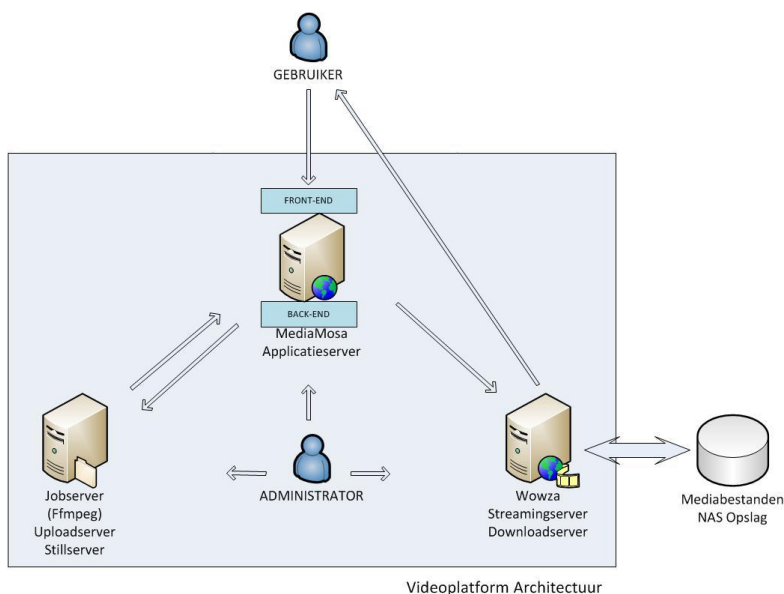 GEBRUIKER
FRONT-END
BACK-END
MediaMosa
Applicatieserver
Jobserver
(Ffmpeg)
Uploadserver
Stillserver
ADMINISTRATOR
Wowza
Streamingserver
Downloadserver
Mediabestanden
NAS Opslag
Videoplatform Architectuur